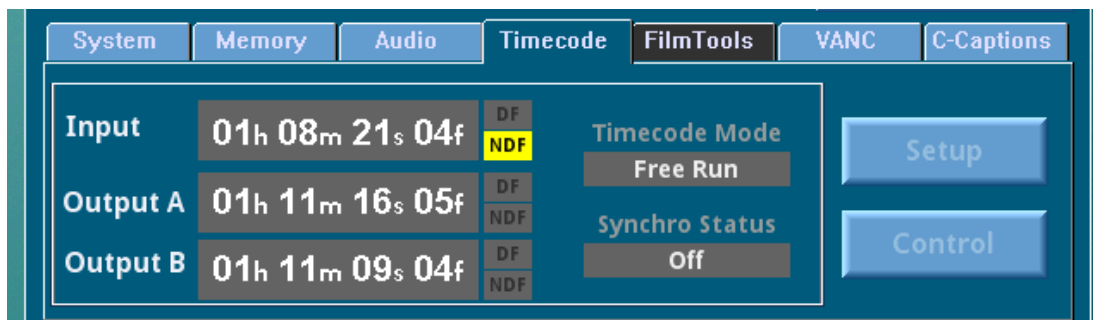 System Memory Audio Timecode FilmTools VANC C-Captions
Input 01h 08m 21s 04f DF
NDF
Timecode Mode
Free Run
Setup
Output A 01h 11m 16s 05f DF
NDF
Synchro Status
Off
Control
Output B 01h 11m 09s 04f DF
NDF